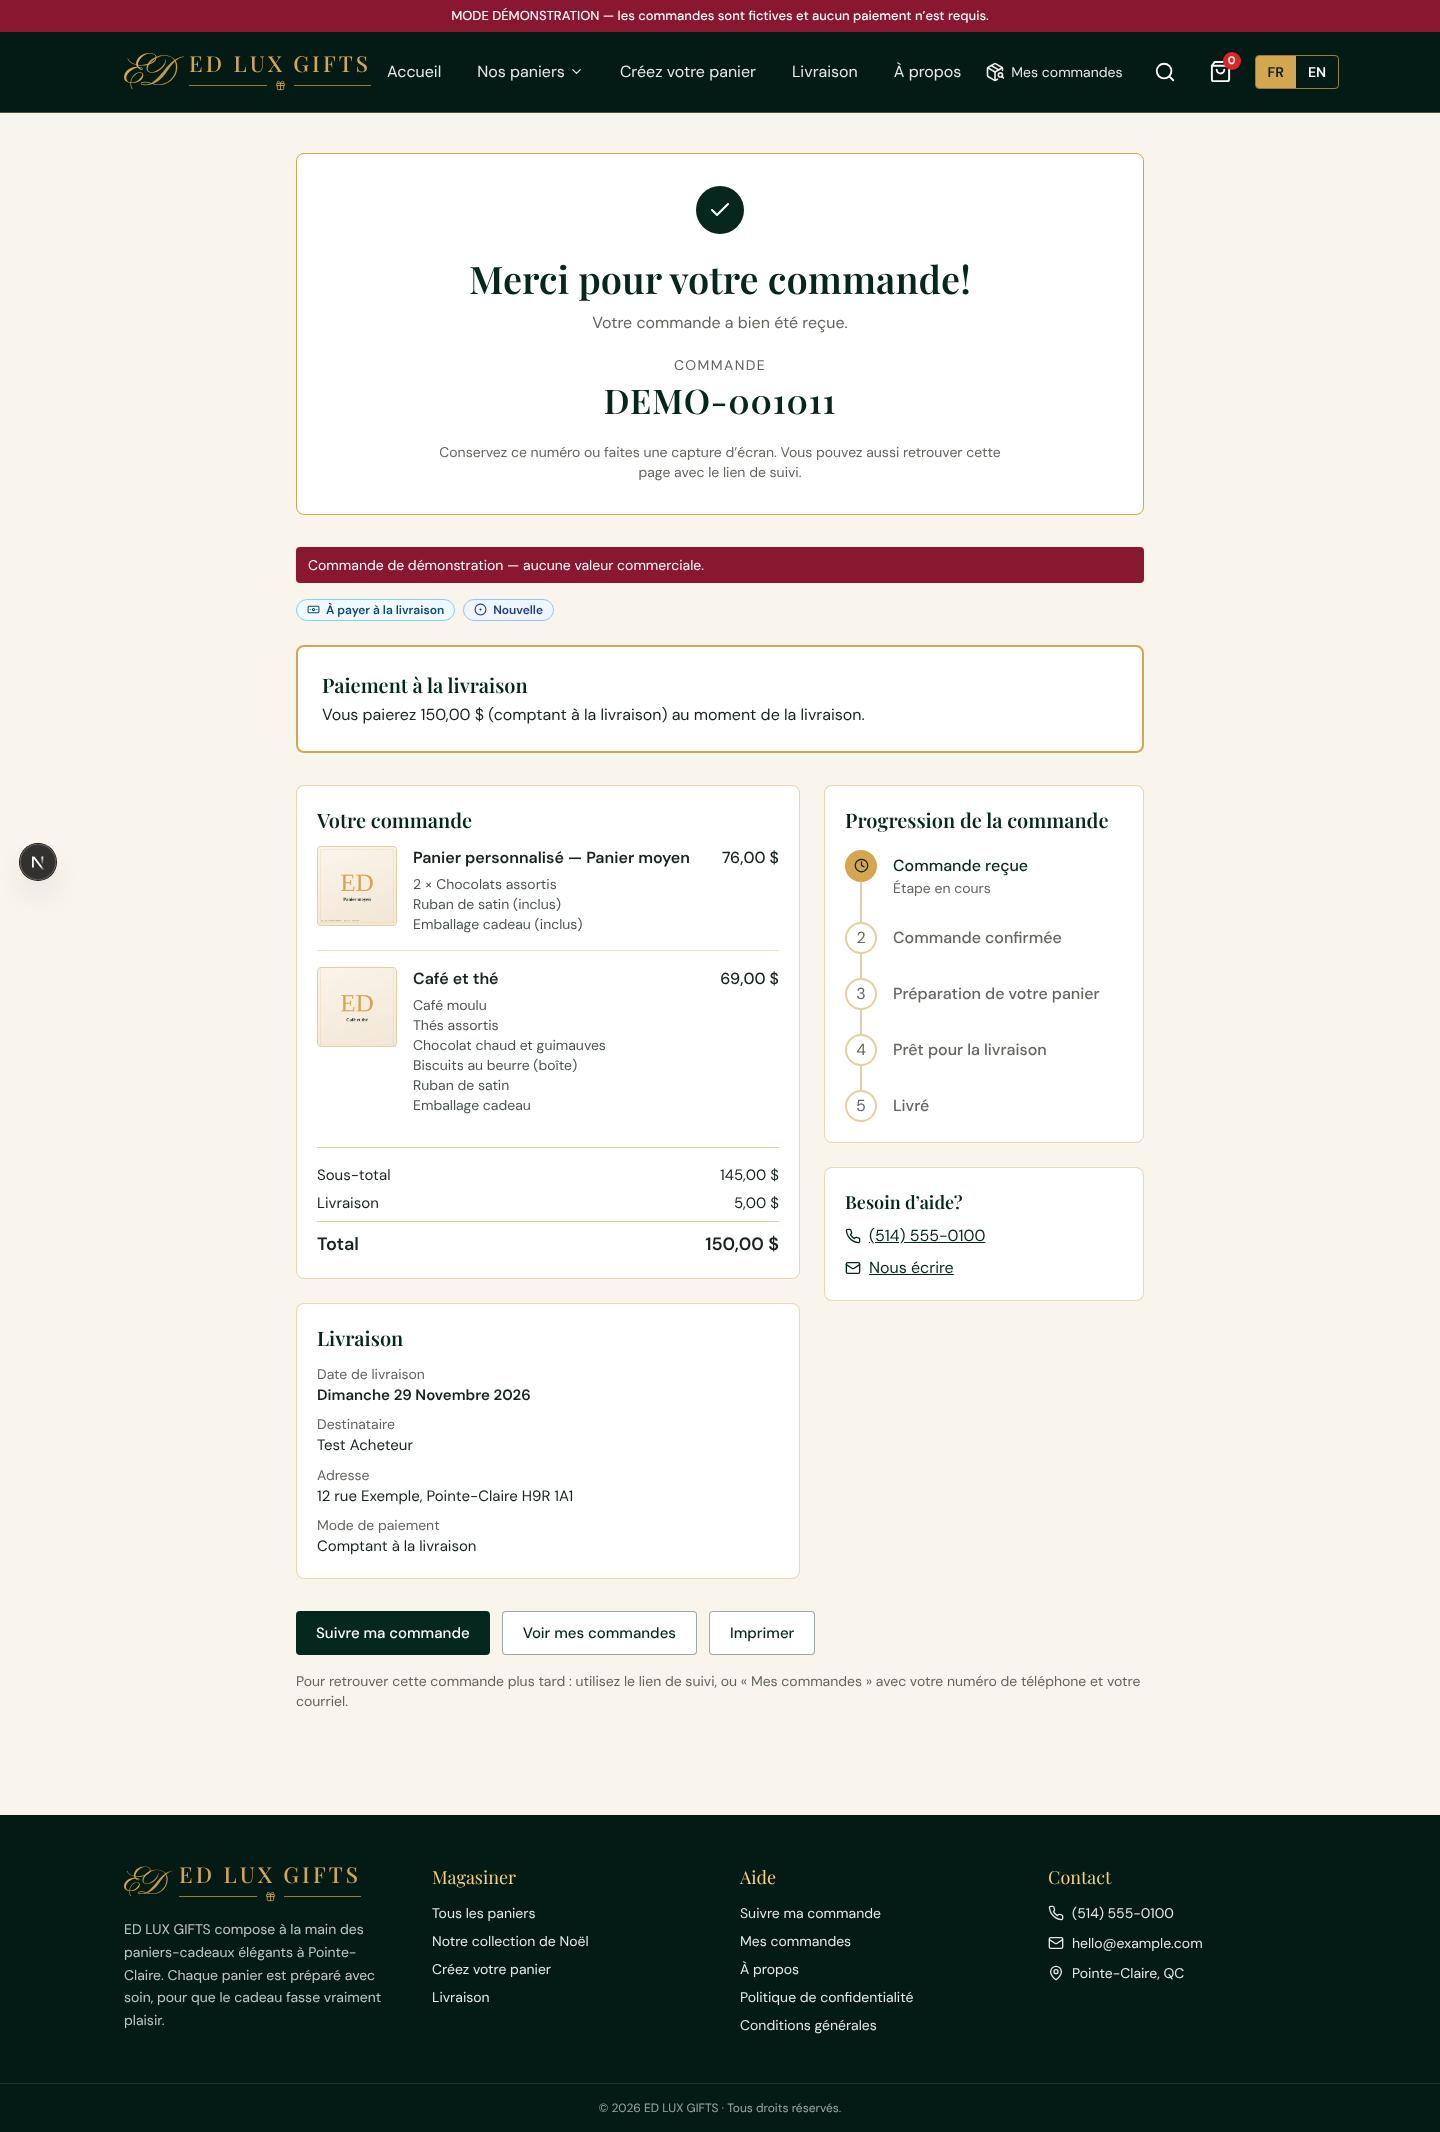 MODE DÉMONSTRATION — les commandes sont fictives et aucun paiement n’est requis.
ED LUX GIFTS
Accueil
Nos paniers
Créez votre panier
Livraison
À propos
Mes commandes
0
FR
EN
Merci pour votre commande!
Votre commande a bien été reçue.
COMMANDE
DEMO-001011
Conservez ce numéro ou faites une capture d’écran. Vous pouvez aussi retrouver cette
page avec le lien de suivi.
Commande de démonstration — aucune valeur commerciale.
À payer à la livraison
Nouvelle
Paiement à la livraison
Vous paierez 150,00 $ (comptant à la livraison) au moment de la livraison.
Votre commande
ED
Panier moyen
Panier personnalisé — Panier moyen
76,00 $
2 × Chocolats assortis
Ruban de satin (inclus)
Emballage cadeau (inclus)
ED
Café et thé
Café et thé
69,00 $
Café moulu
Thés assortis
Chocolat chaud et guimauves
Biscuits au beurre (boîte)
Ruban de satin
Emballage cadeau
Sous-total
145,00 $
Livraison
5,00 $
Total
150,00 $
Progression de la commande
Commande reçue
Étape en cours
2
Commande confirmée
3
Préparation de votre panier
4
Prêt pour la livraison
5
Livré
Besoin d’aide?
(514) 555-0100
Nous écrire
Livraison
Date de livraison
Dimanche 29 Novembre 2026
Destinataire
Test Acheteur
Adresse
12 rue Exemple, Pointe-Claire H9R 1A1
Mode de paiement
Comptant à la livraison
Suivre ma commande
Voir mes commandes
Imprimer
Pour retrouver cette commande plus tard : utilisez le lien de suivi, ou « Mes commandes » avec votre numéro de téléphone et votre
courriel.
ED LUX GIFTS
ED LUX GIFTS compose à la main des
paniers-cadeaux élégants à Pointe-
Claire. Chaque panier est préparé avec
soin, pour que le cadeau fasse vraiment
plaisir.
Magasiner
Tous les paniers
Notre collection de Noël
Créez votre panier
Livraison
Aide
Suivre ma commande
Mes commandes
À propos
Politique de confidentialité
Conditions générales
Contact
(514) 555-0100
hello@example.com
Pointe-Claire, QC
© 2026 ED LUX GIFTS · Tous droits réservés.